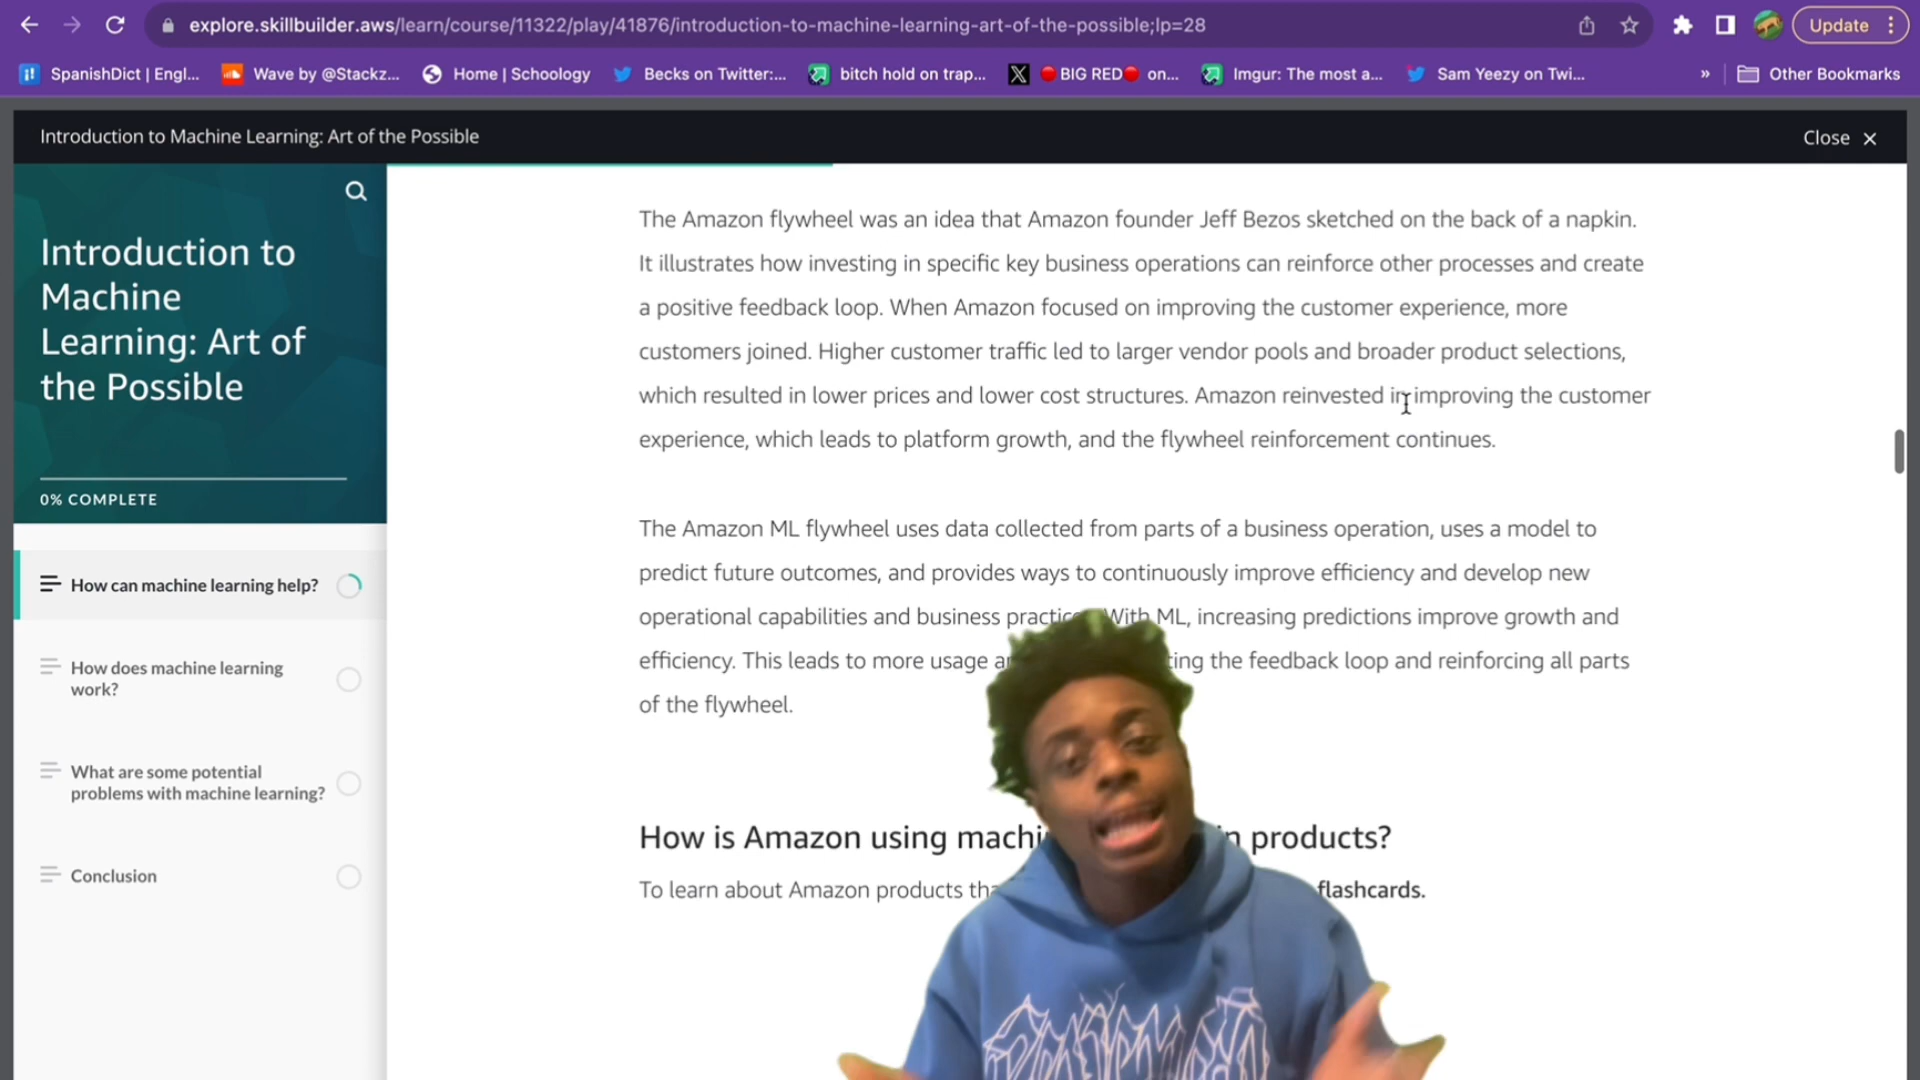 explore.skillbuilder.aws/learn/course/11322/play/41876/introduction-to-machine-learning-art-of-the-possible;lp=28
Update
SpanishDict | Engl...
Wave by @Stackz...
Home | Schoology
Becks on Twitter:...
bitch hold on trap...
🔴BIG RED🔴 on...
Imgur: The most a...
Sam Yeezy on Twi...
»
Other Bookmarks
Introduction to Machine Learning: Art of the Possible
Close
Introduction to
Machine
Learning: Art of
the Possible
0% COMPLETE
How can machine learning help?
How does machine learning
work?
What are some potential
problems with machine learning?
Conclusion
The Amazon flywheel was an idea that Amazon founder Jeff Bezos sketched on the back of a napkin.
It illustrates how investing in specific key business operations can reinforce other processes and create
a positive feedback loop. When Amazon focused on improving the customer experience, more
customers joined. Higher customer traffic led to larger vendor pools and broader product selections,
which resulted in lower prices and lower cost structures. Amazon reinvested in improving the customer
experience, which leads to platform growth, and the flywheel reinforcement continues.
The Amazon ML flywheel uses data collected from parts of a business operation, uses a model to
predict future outcomes, and provides ways to continuously improve efficiency and develop new
operational capabilities and business With ML, increasing predictions improve growth and
efficiency. This leads to more usage the feedback loop and reinforcing all parts
of the flywheel.
How is Amazon using in products?
To learn about Amazon products flashcards.